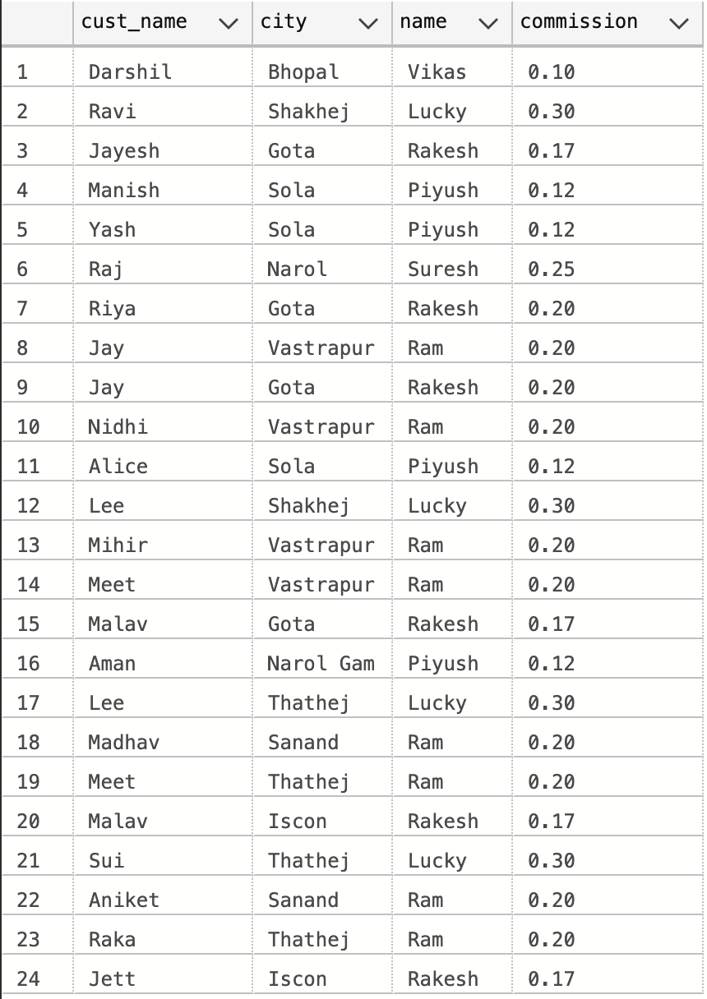 cust_name city name commission
1 Darshil Bhopal Vikas 0.10
2 Ravi Shakhej Lucky 0.30
3 Jayesh Gota Rakesh 0.17
4 Manish Sola Piyush 0.12
5 Yash Sola Piyush 0.12
6 Raj Narol Suresh 0.25
7 Riya Gota Rakesh 0.20
8 Jay Vastrapur Ram 0.20
9 Jay Gota Rakesh 0.20
10 Nidhi Vastrapur Ram 0.20
11 Alice Sola Piyush 0.12
12 Lee Shakhej Lucky 0.30
13 Mihir Vastrapur Ram 0.20
14 Meet Vastrapur Ram 0.20
15 Malav Gota Rakesh 0.17
16 Aman Narol Gam Piyush 0.12
17 Lee Thathej Lucky 0.30
18 Madhav Sanand Ram 0.20
19 Meet Thathej Ram 0.20
20 Malav Iscon Rakesh 0.17
21 Sui Thathej Lucky 0.30
22 Aniket Sanand Ram 0.20
23 Raka Thathej Ram 0.20
24 Jett Iscon Rakesh 0.17